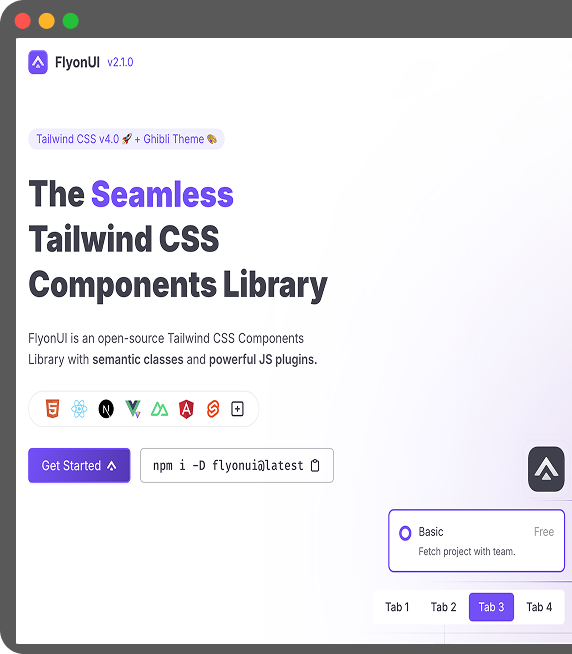 FlyonUI v2.1.0
Tailwind CSS v4.0 🚀 + Ghibli Theme 🎨
The Seamless
Tailwind CSS
Components Library
FlyonUI is an open-source Tailwind CSS Components
Library with semantic classes and powerful JS plugins.
Get Started
npm i -D flyonui@latest
Basic Free
Fetch project with team.
Tab 1 Tab 2 Tab 3 Tab 4